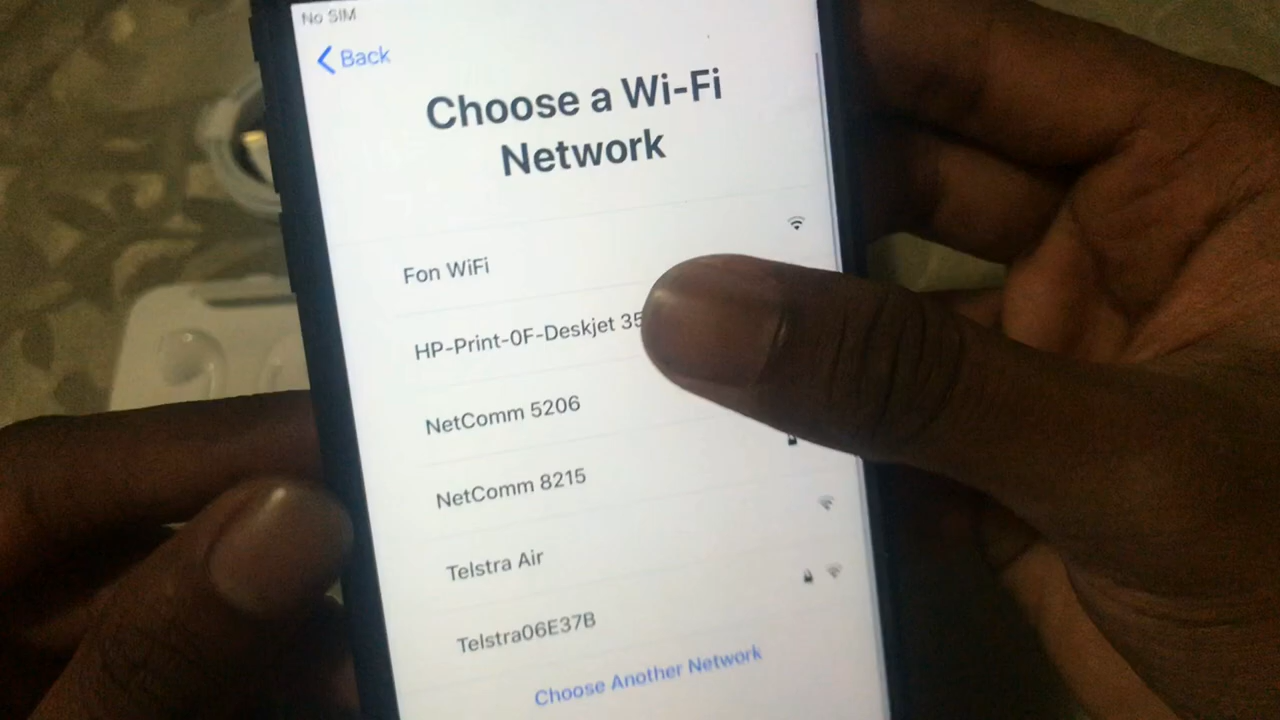 No SIM
Back
Choose a Wi-Fi
Network
Fon WiFi
HP-Print-0F-Deskjet 35
NetComm 5206
NetComm 8215
Telstra Air
Telstra06E37B
Choose Another Network